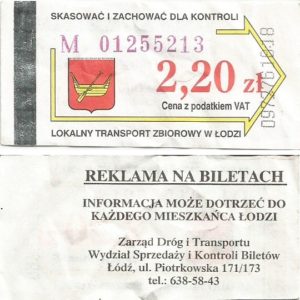 SKASOWAĆ I ZACHOWAĆ DLA KONTROLI
M 01255213
2,20 zł
Cena z podatkiem VAT
LOKALNY TRANSPORT ZBIOROWY w ŁODZI
REKLAMA NA BILETACH
INFORMACJA MOŻE DOTRZEĆ DO
KAŻDEGO MIESZKAŃCA ŁODZI
Zarząd Dróg i Transportu
Wydział Sprzedaży i Kontroli Biletów
Łódź, ul. Piotrkowska 171/173
tel.: 638-58-43